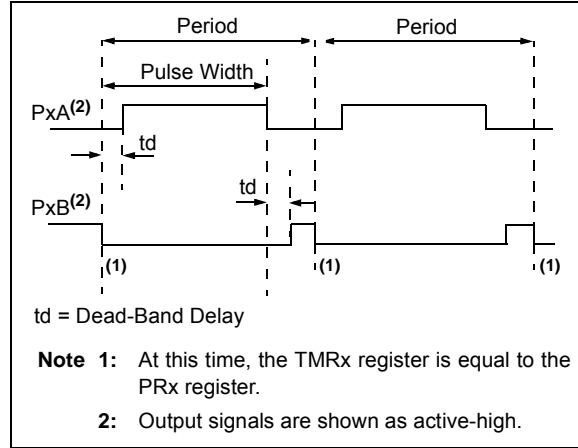 Period Period
Pulse Width
PxA(2)
td
td
PxB(2)
(1) (1) (1)
td = Dead-Band Delay
Note 1: At this time, the TMRx register is equal to the
PRx register.
2: Output signals are shown as active-high.